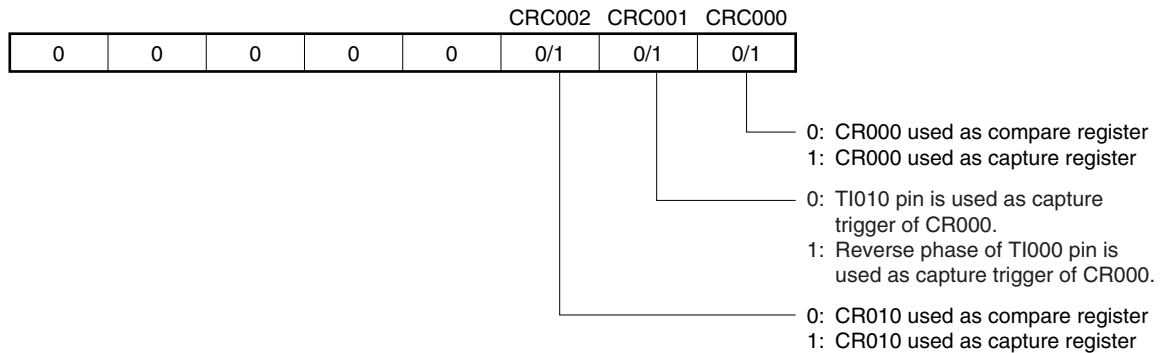 CRC002 CRC001 CRC000
0 0 0 0 0 0/1 0/1 0/1
0: CR000 used as compare register
1: CR000 used as capture register
0: TI010 pin is used as capture
trigger of CR000.
1: Reverse phase of TI000 pin is
used as capture trigger of CR000.
0: CR010 used as compare register
1: CR010 used as capture register